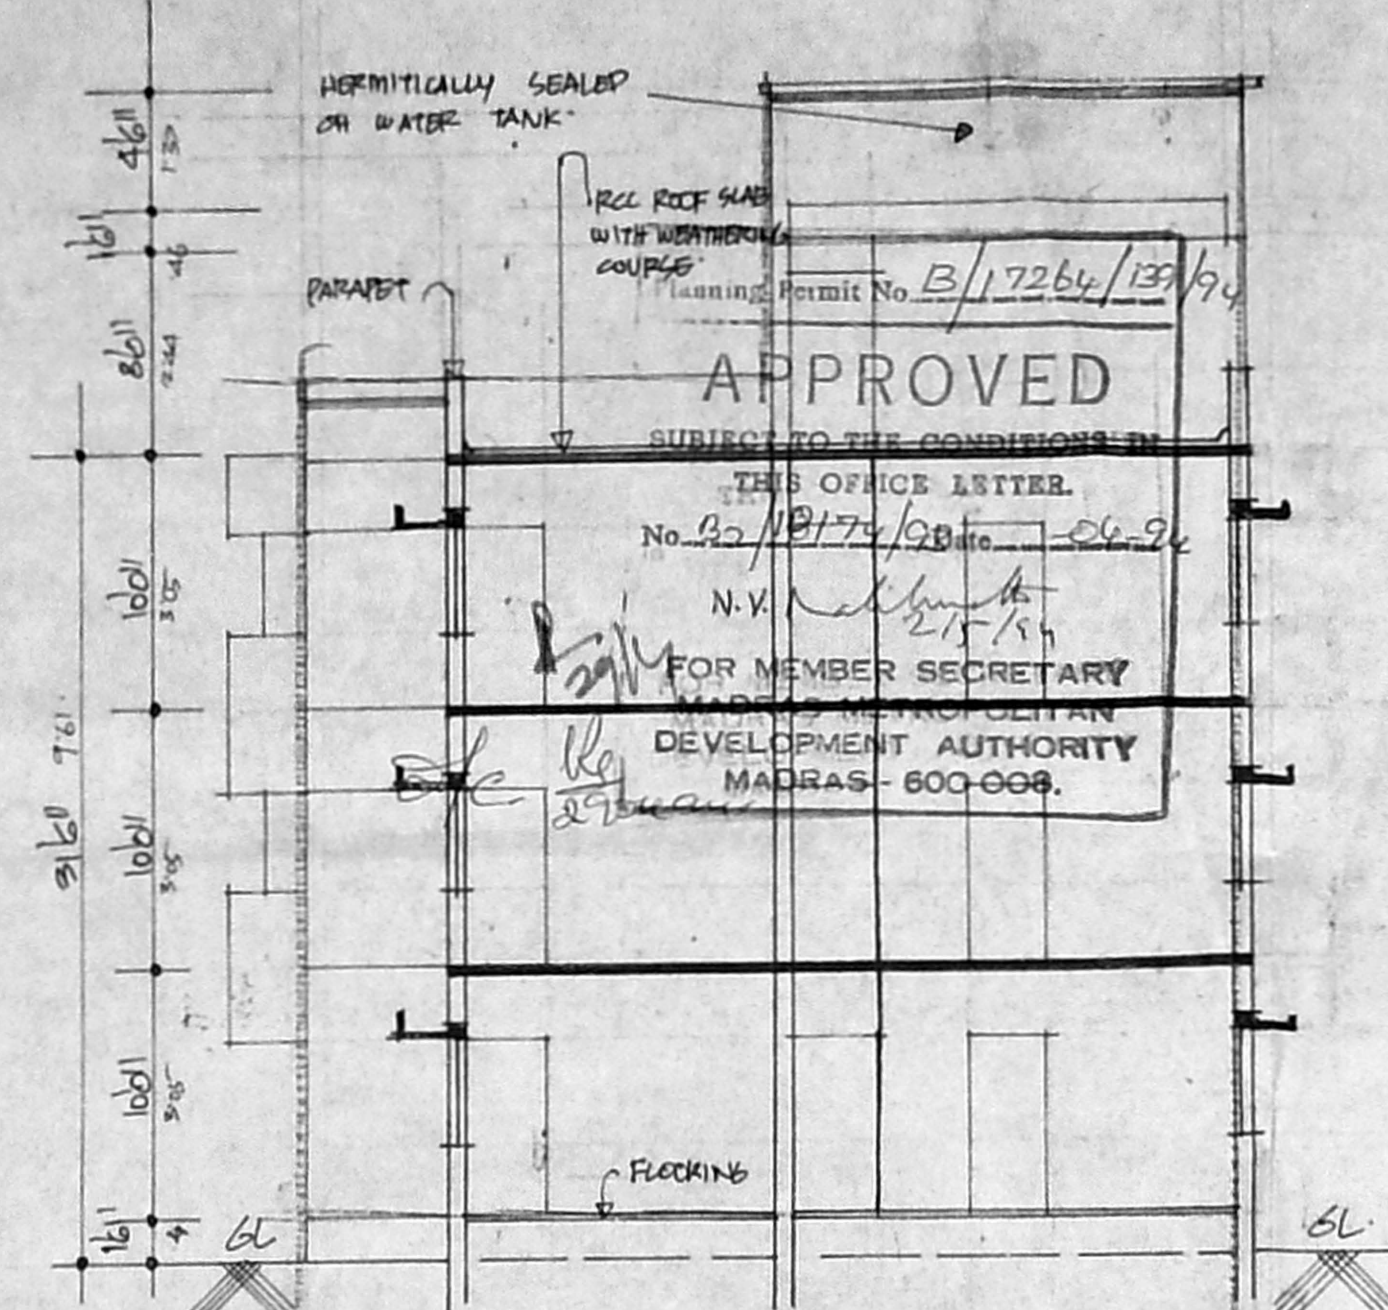 HERMITICALLY SEALED
OH WATER TANK
RCC ROOF SLAB
WITH WEATHERING
COURSE
PARAPET
Planning Permit No B/17264/139/94
APPROVED
SUBJECT TO THE CONDITIONS IN
THIS OFFICE LETTER.
No. Date -04-94
N.V.
2/5/94
FOR MEMBER SECRETARY
MADRAS METROPOLITAN
DEVELOPMENT AUTHORITY
MADRAS - 600 008.
FLOORING
GL
GL.
4'6"
1'6"
46
8'6"
10'0"
3.05
10'0"
3.05
10'0"
3.05
1'6"
31'6" 961